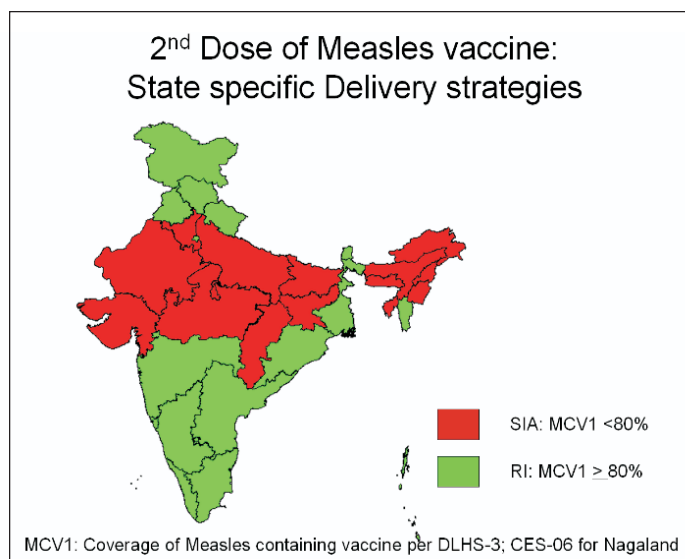 2nd Dose of Measles vaccine:
State specific Delivery strategies
SIA: MCV1 <80%
RI: MCV1 ≥ 80%
MCV1: Coverage of Measles containing vaccine per DLHS-3; CES-06 for Nagaland